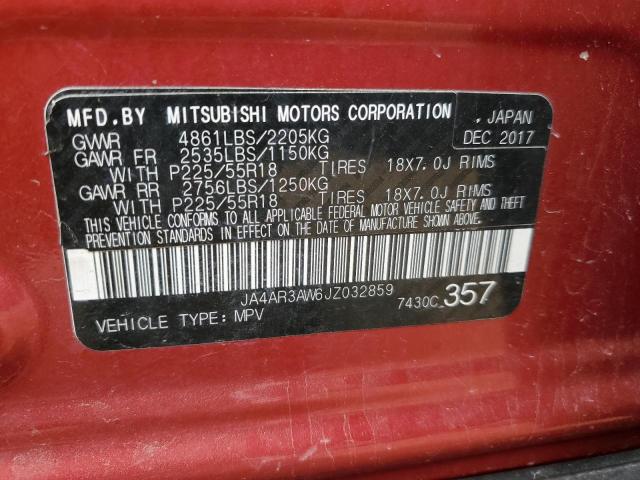 MFD.BY MITSUBISHI MOTORS CORPORATION , JAPAN
GVWR 4861LBS/2205KG DEC 2017
GAWR FR 2535LBS/1150KG
WITH P225/55R18 TIRES 18X7.0J RIMS
GAWR RR 2756LBS/1250KG
WITH P225/55R18 TIRES 18X7.0J RIMS
THIS VEHICLE CONFORMS TO ALL APPLICABLE FEDERAL MOTOR VEHICLE SAFETY AND THEFT
PREVENTION STANDARDS IN EFFECT ON THE DATE OF MANUFACTURE SHOWN ABOVE.
JA4AR3AW6JZ032859
7430C 357
VEHICLE TYPE: MPV